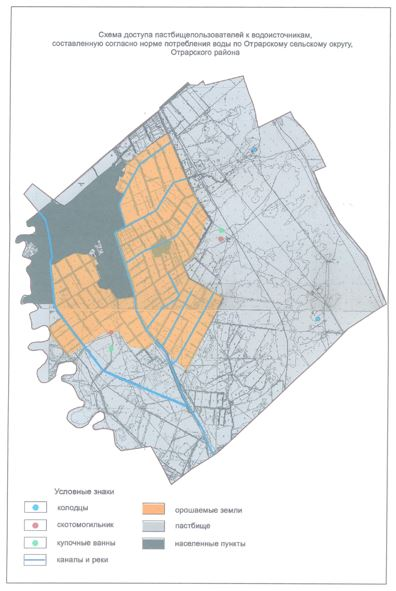 Схема доступа пастбищепользователей к водоисточникам,
составленную согласно норме потребления воды по Отрарскому сельскому округу,
Отрарского района
Условные знаки
колодцы
скотомогильник
купочные ванны
каналы и реки
орошаемые земли
пастбище
населенные пункты